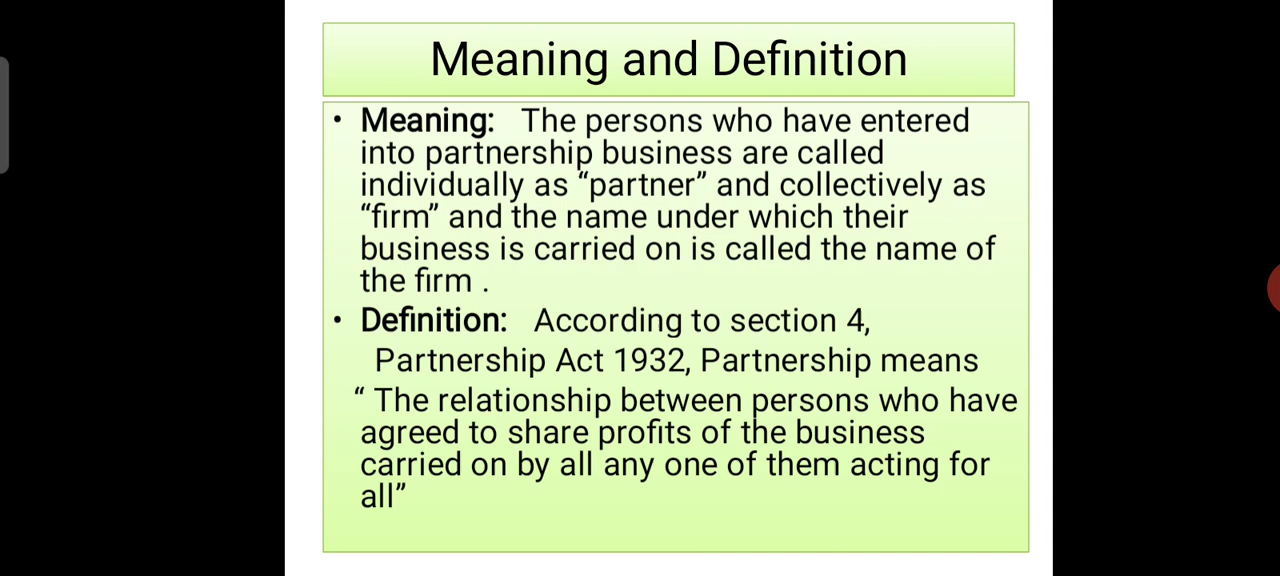 Meaning and Definition
• Meaning: The persons who have entered
into partnership business are called
individually as “partner” and collectively as
“firm” and the name under which their
business is carried on is called the name of
the firm .
• Definition: According to section 4,
Partnership Act 1932, Partnership means
“ The relationship between persons who have
agreed to share profits of the business
carried on by all any one of them acting for
all”